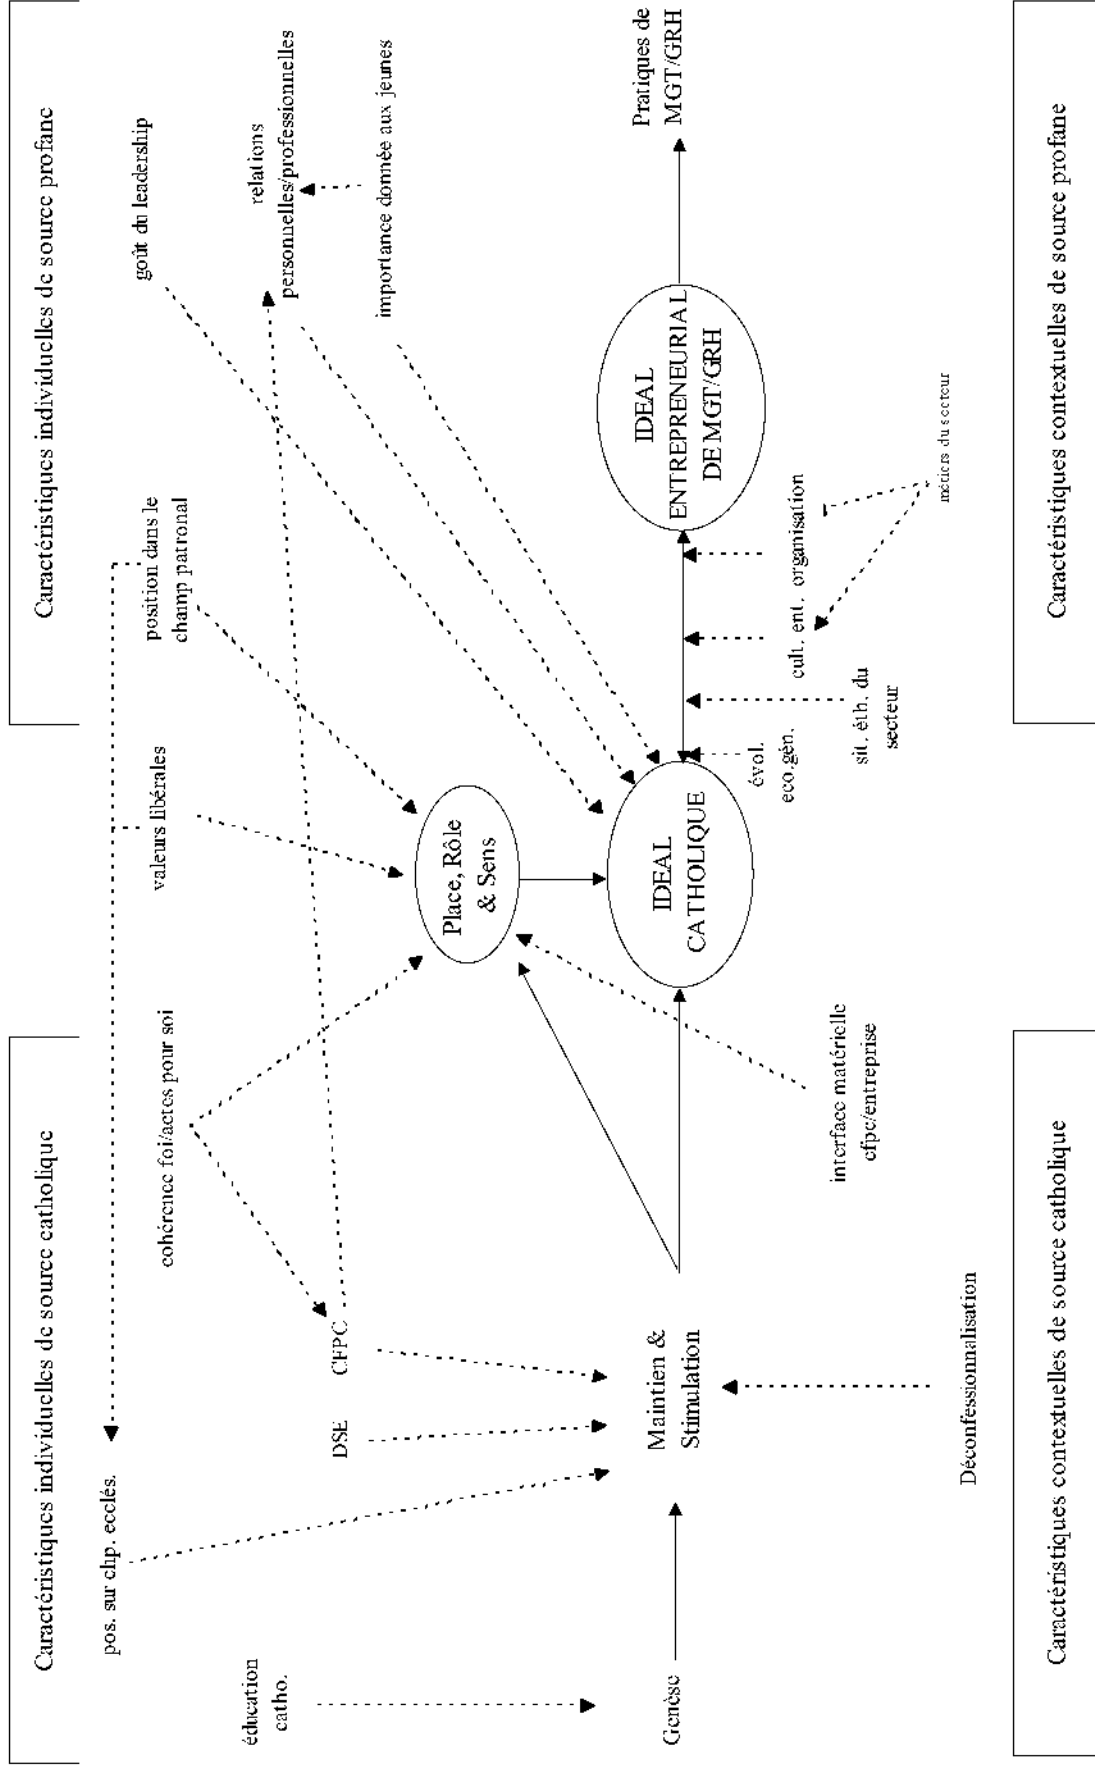 Caractéristiques individuelles de source catholique
Caractéristiques individuelles de source profane
pos. sur chp. ecclés.
valeurs libérales
position dans le
champ patronal
goût du leadership
cohérence foi/actes pour soi
éducation
catho.
relations
personnelles/professionnelles
DSE
CFPC
importance donnée aux jeunes
Place, Rôle
& Sens
Genèse
Maintien &
Stimulation
IDEAL
CATHOLIQUE
IDEAL
ENTREPRENEURIAL
DE MGT/GRH
Pratiques de
MGT/GRH
évol.
eco.gén.
cult. ent.
organisation
interface matérielle
cfpc/entreprise
sit. éth. du
secteur
métiers du secteur
Déconfessionnalisation
Caractéristiques contextuelles de source catholique
Caractéristiques contextuelles de source profane